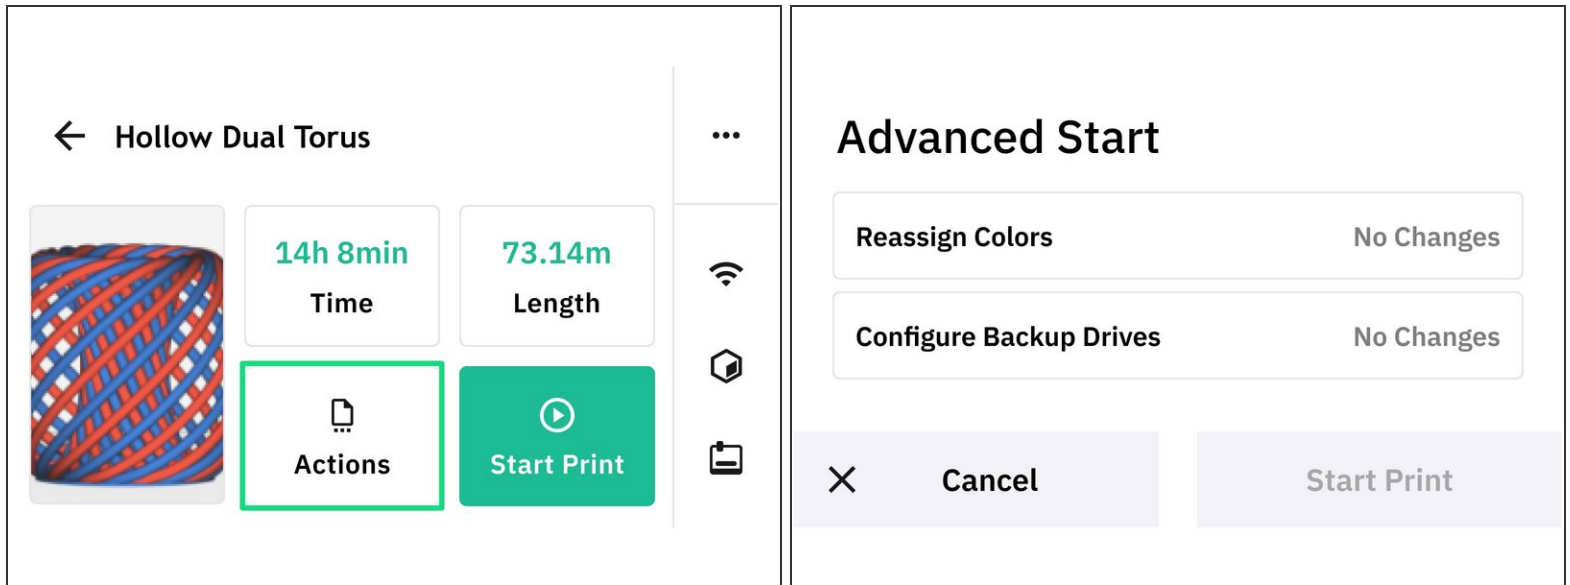 Hollow Dual Torus
14h 8min
Time
73.14m
Length
Actions
Start Print
Advanced Start
Reassign Colors No Changes
Configure Backup Drives No Changes
Cancel
Start Print